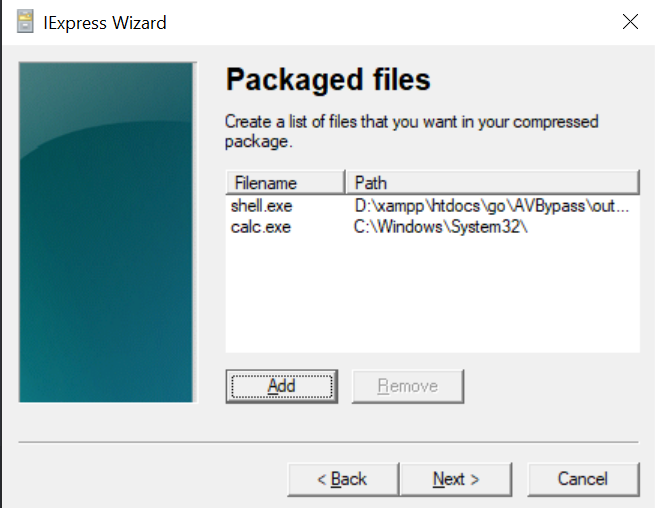 IExpress Wizard
Packaged files
Create a list of files that you want in your compressed
package.
Filename Path
shell.exe D:\xampp\htdocs\go\AVBypass\out...
calc.exe C:\Windows\System32\
Add Remove
< Back Next > Cancel